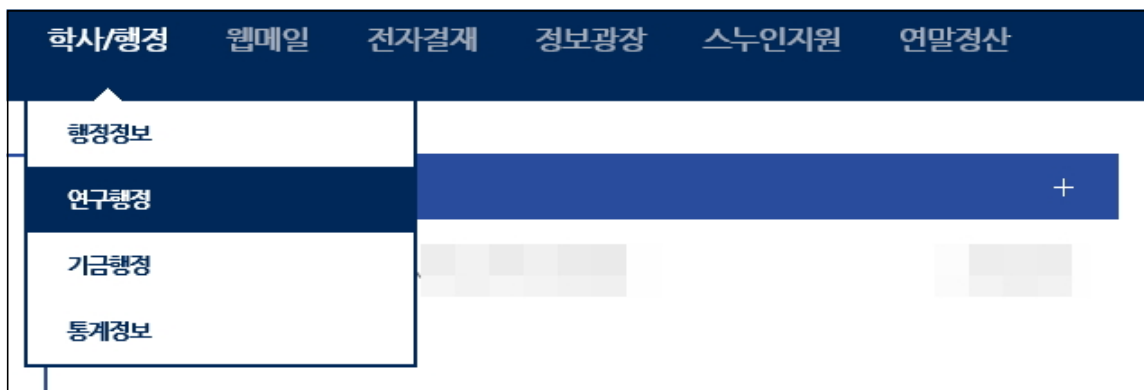 학사/행정 웹메일 전자결재 정보광장 스누인지원 연말정산
행정정보
연구행정
+
기금행정
통계정보